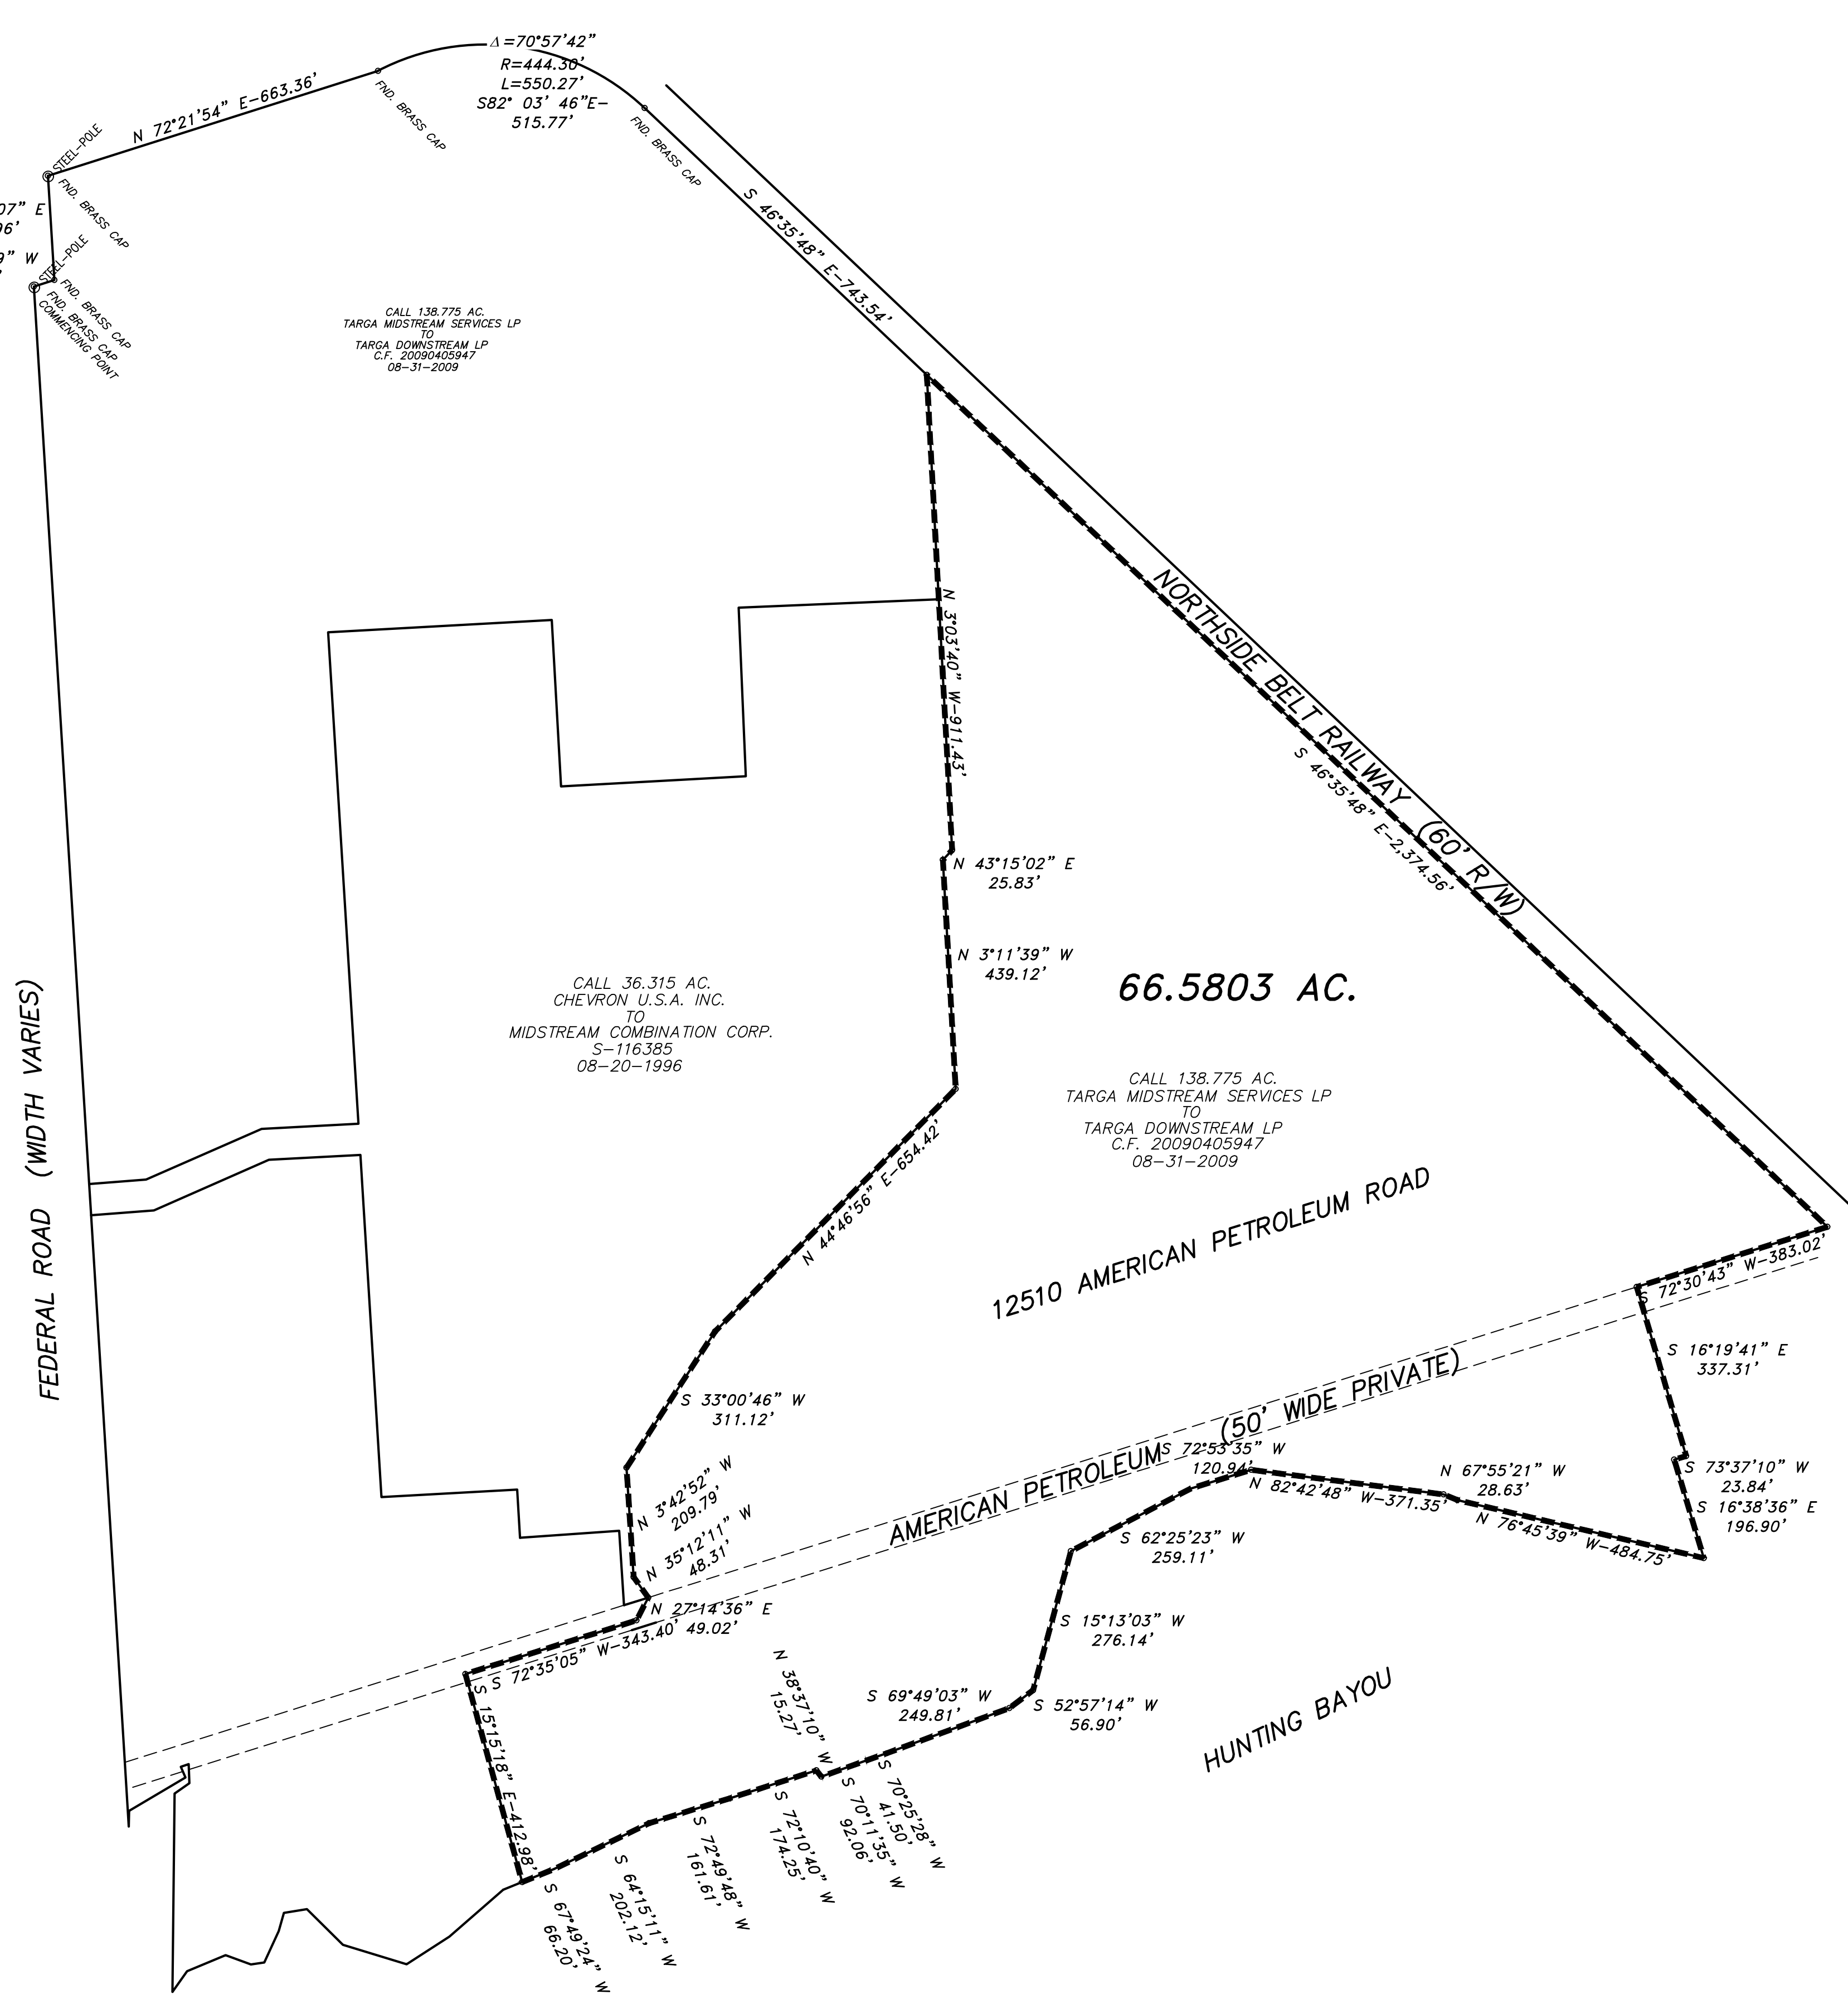 Δ=70°57'42"
R=444.30'
L=550.27'
S82° 03' 46"E-
515.77'
N 72°21'54" E-663.36'
FND. BRASS CAP
FND. BRASS CAP
STEEL-POLE
FND. BRASS CAP
07" E
96'
" W
'
STEEL-POLE
FND. BRASS CAP
FND. BRASS CAP
COMMENCING POINT
S 46°35'48" E-743.54'
CALL 138.775 AC.
TARGA MIDSTREAM SERVICES LP
TO
TARGA DOWNSTREAM LP
C.F. 20090405947
08-31-2009
NORTHSIDE BELT RAILWAY (60' R/W)
S 46°35'48" E-2,374.56'
N 3°03'40" W-911.43'
N 43°15'02" E
25.83'
N 3°11'39" W
439.12'
66.5803 AC.
CALL 36.315 AC.
CHEVRON U.S.A. INC.
TO
MIDSTREAM COMBINATION CORP.
S-116385
08-20-1996
CALL 138.775 AC.
TARGA MIDSTREAM SERVICES LP
TO
TARGA DOWNSTREAM LP
C.F. 20090405947
08-31-2009
FEDERAL ROAD (WIDTH VARIES)
N 44°46'56" E-654.42'
12510 AMERICAN PETROLEUM ROAD
S 72°30'43" W-383.02'
S 16°19'41" E
337.31'
S 33°00'46" W
311.12'
AMERICAN PETROLEUM (50' WIDE PRIVATE)
S 72°53'35" W
120.94'
N 82°42'48" W-371.35'
N 67°55'21" W
28.63'
N 76°45'39" W-484.75'
S 73°37'10" W
23.84'
S 16°38'36" E
196.90'
N 3°42'52" W
209.79'
N 35°12'11" W
48.31'
S 62°25'23" W
259.11'
N 27°14'36" E
49.02'
S 72°35'05" W-343.40'
S 15°13'03" W
276.14'
S 15°15'18" E-412.98'
N 38°37'10" W
15.27'
S 69°49'03" W
249.81'
S 52°57'14" W
56.90'
HUNTING BAYOU
S 70°25'28" W
41.50'
S 70°11'35" W
92.06'
S 72°10'40" W
174.25'
S 72°49'48" W
161.61'
S 64°15'11" W
202.12'
S 67°49'24" W
66.20'